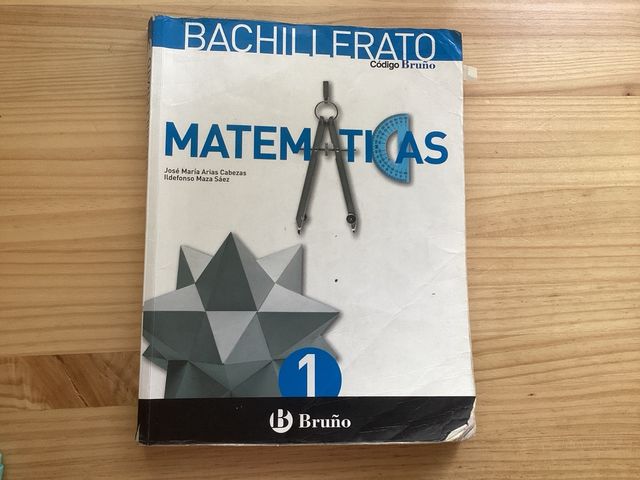 BACHILLERATO
Código Bruño
MATEMÁTICAS
José María Arias Cabezas
Ildefonso Maza Sáez
1
B Bruño